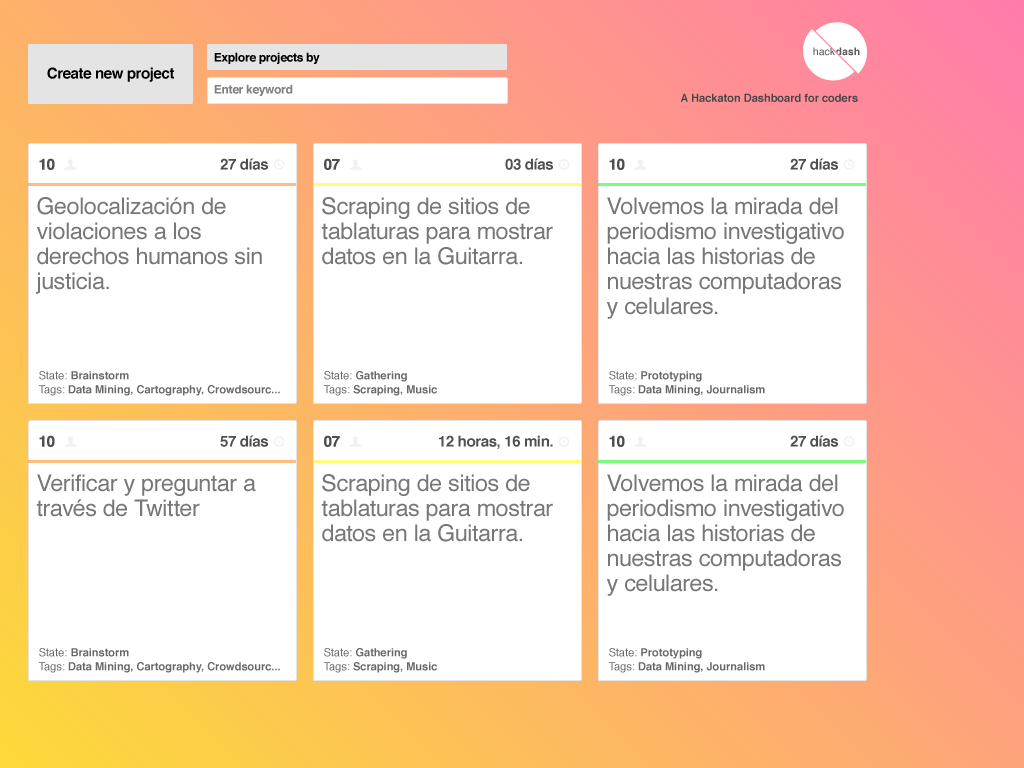 Create new project
Explore projects by
Enter keyword
hackdash
A Hackaton Dashboard for coders
10 27 días
Geolocalización de
violaciones a los
derechos humanos sin
justicia.
State: Brainstorm
Tags: Data Mining, Cartography, Crowdsourc...
07 03 días
Scraping de sitios de
tablaturas para mostrar
datos en la Guitarra.
State: Gathering
Tags: Scraping, Music
10 27 días
Volvemos la mirada del
periodismo investigativo
hacia las historias de
nuestras computadoras
y celulares.
State: Prototyping
Tags: Data Mining, Journalism
10 57 días
Verificar y preguntar a
través de Twitter
State: Brainstorm
Tags: Data Mining, Cartography, Crowdsourc...
07 12 horas, 16 min.
Scraping de sitios de
tablaturas para mostrar
datos en la Guitarra.
State: Gathering
Tags: Scraping, Music
10 27 días
Volvemos la mirada del
periodismo investigativo
hacia las historias de
nuestras computadoras
y celulares.
State: Prototyping
Tags: Data Mining, Journalism